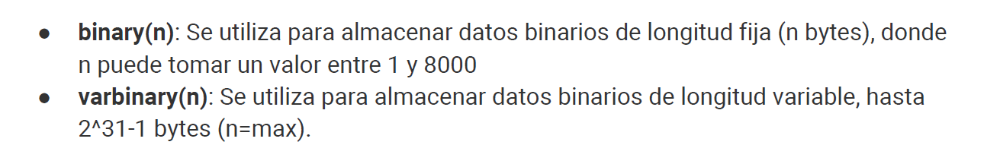 ● binary(n): Se utiliza para almacenar datos binarios de longitud fija (n bytes), donde
n puede tomar un valor entre 1 y 8000
● varbinary(n): Se utiliza para almacenar datos binarios de longitud variable, hasta
2^31-1 bytes (n=max).